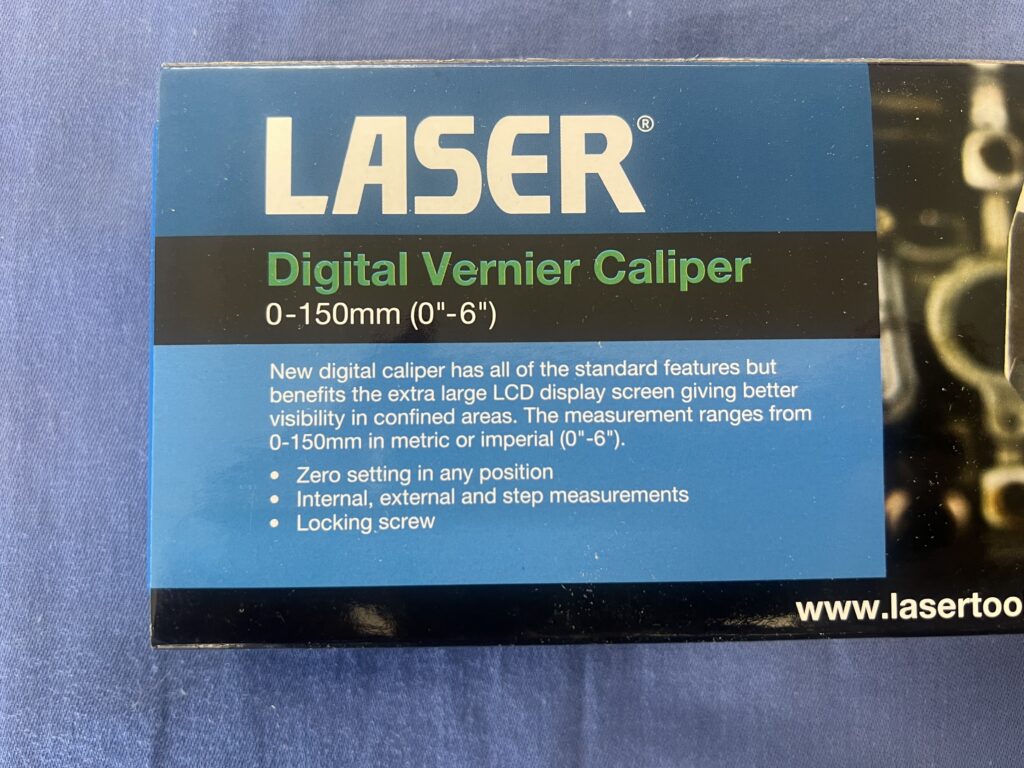 LASER®
Digital Vernier Caliper
0-150mm (0"-6")
New digital caliper has all of the standard features but
benefits the extra large LCD display screen giving better
visibility in confined areas. The measurement ranges from
0-150mm in metric or imperial (0"-6").
• Zero setting in any position
• Internal, external and step measurements
• Locking screw
www.lasertoo